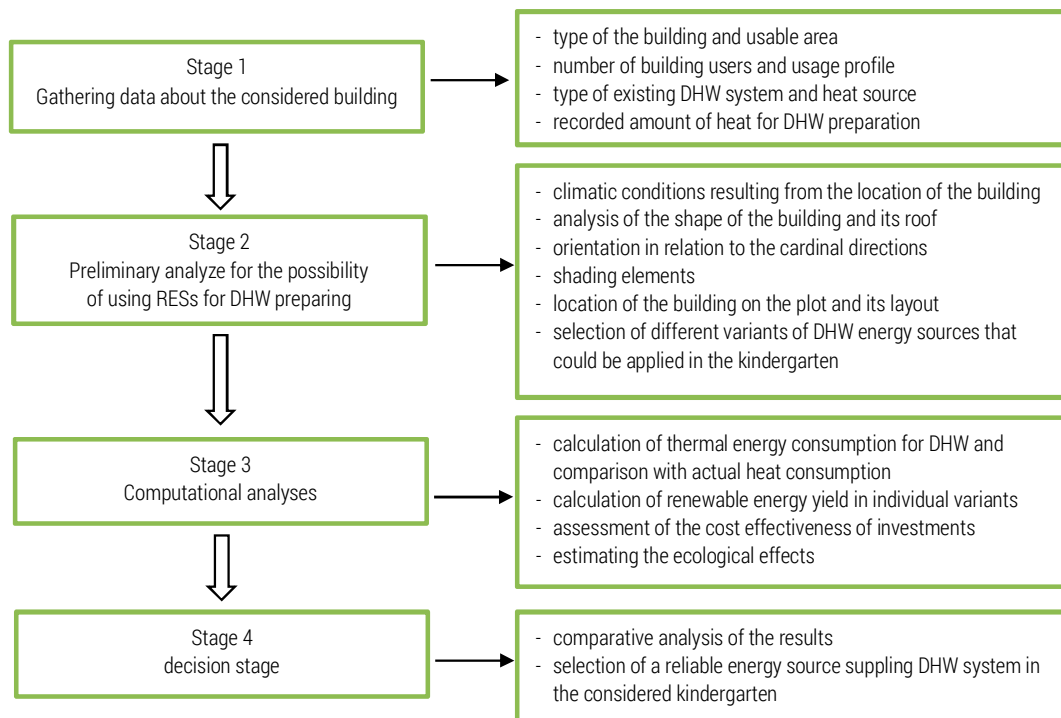 Stage 1
Gathering data about the considered building
- type of the building and usable area
- number of building users and usage profile
- type of existing DHW system and heat source
- recorded amount of heat for DHW preparation
Stage 2
Preliminary analyze for the possibility
of using RESs for DHW preparing
- climatic conditions resulting from the location of the building
- analysis of the shape of the building and its roof
- orientation in relation to the cardinal directions
- shading elements
- location of the building on the plot and its layout
- selection of different variants of DHW energy sources that
could be applied in the kindergarten
Stage 3
Computational analyses
- calculation of thermal energy consumption for DHW and
comparison with actual heat consumption
- calculation of renewable energy yield in individual variants
- assessment of the cost effectiveness of investments
- estimating the ecological effects
Stage 4
decision stage
- comparative analysis of the results
- selection of a reliable energy source suppling DHW system in
the considered kindergarten